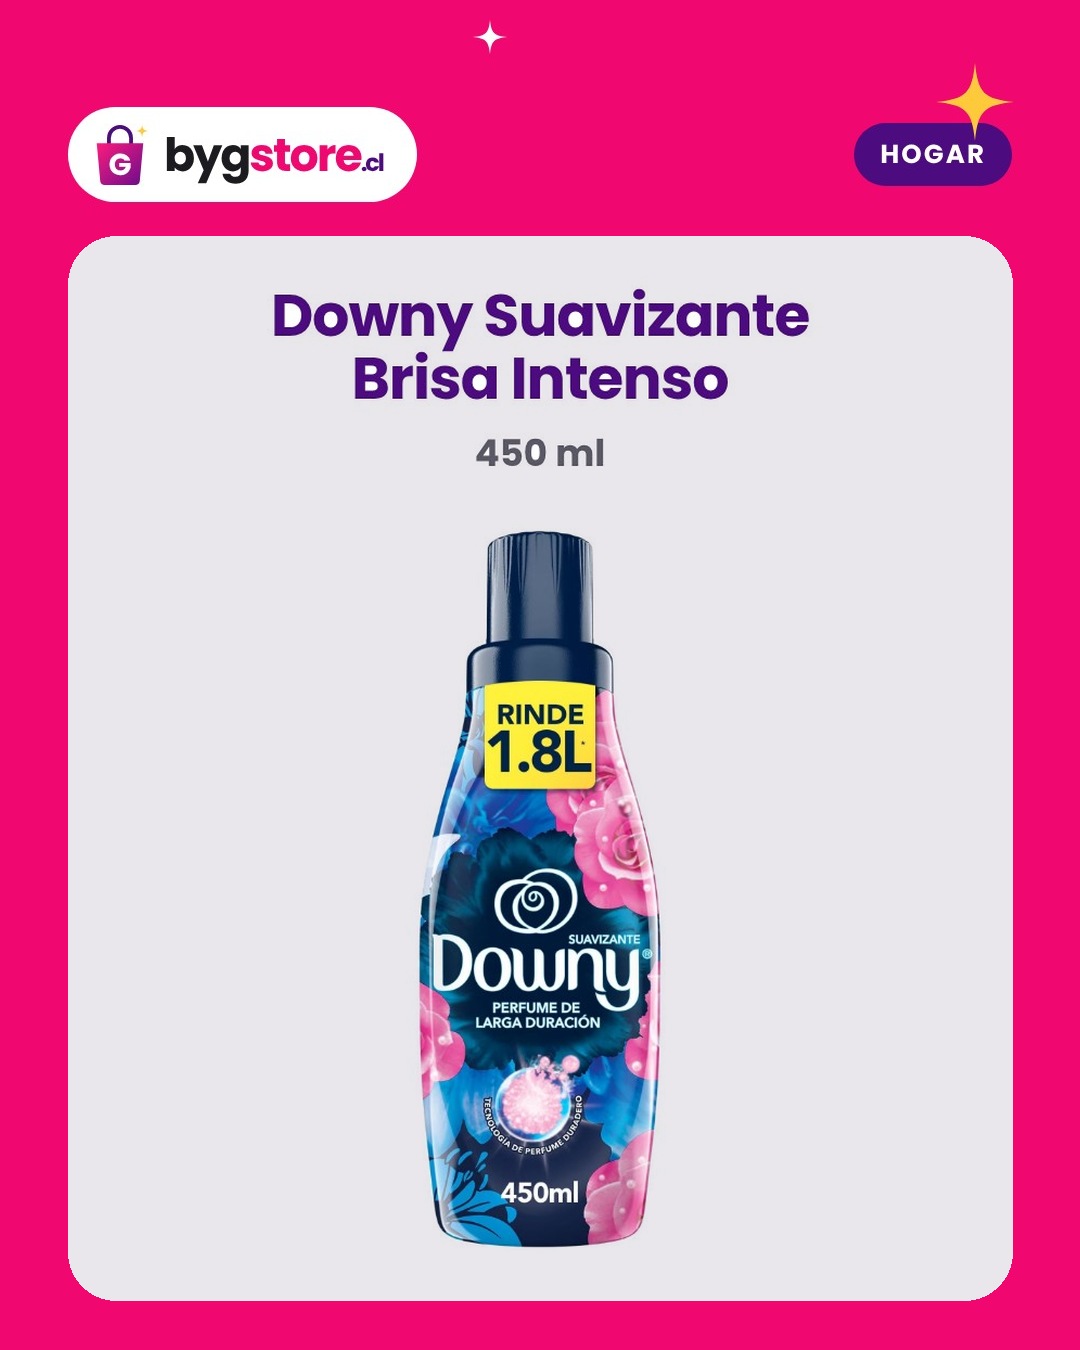 G bygstore.cl
HOGAR
Downy Suavizante
Brisa Intenso
450 ml
RINDE
1.8L*
SUAVIZANTE
Downy®
PERFUME DE
LARGA DURACIÓN
TECNOLOGÍA DE PERFUME DURADERO
450ml